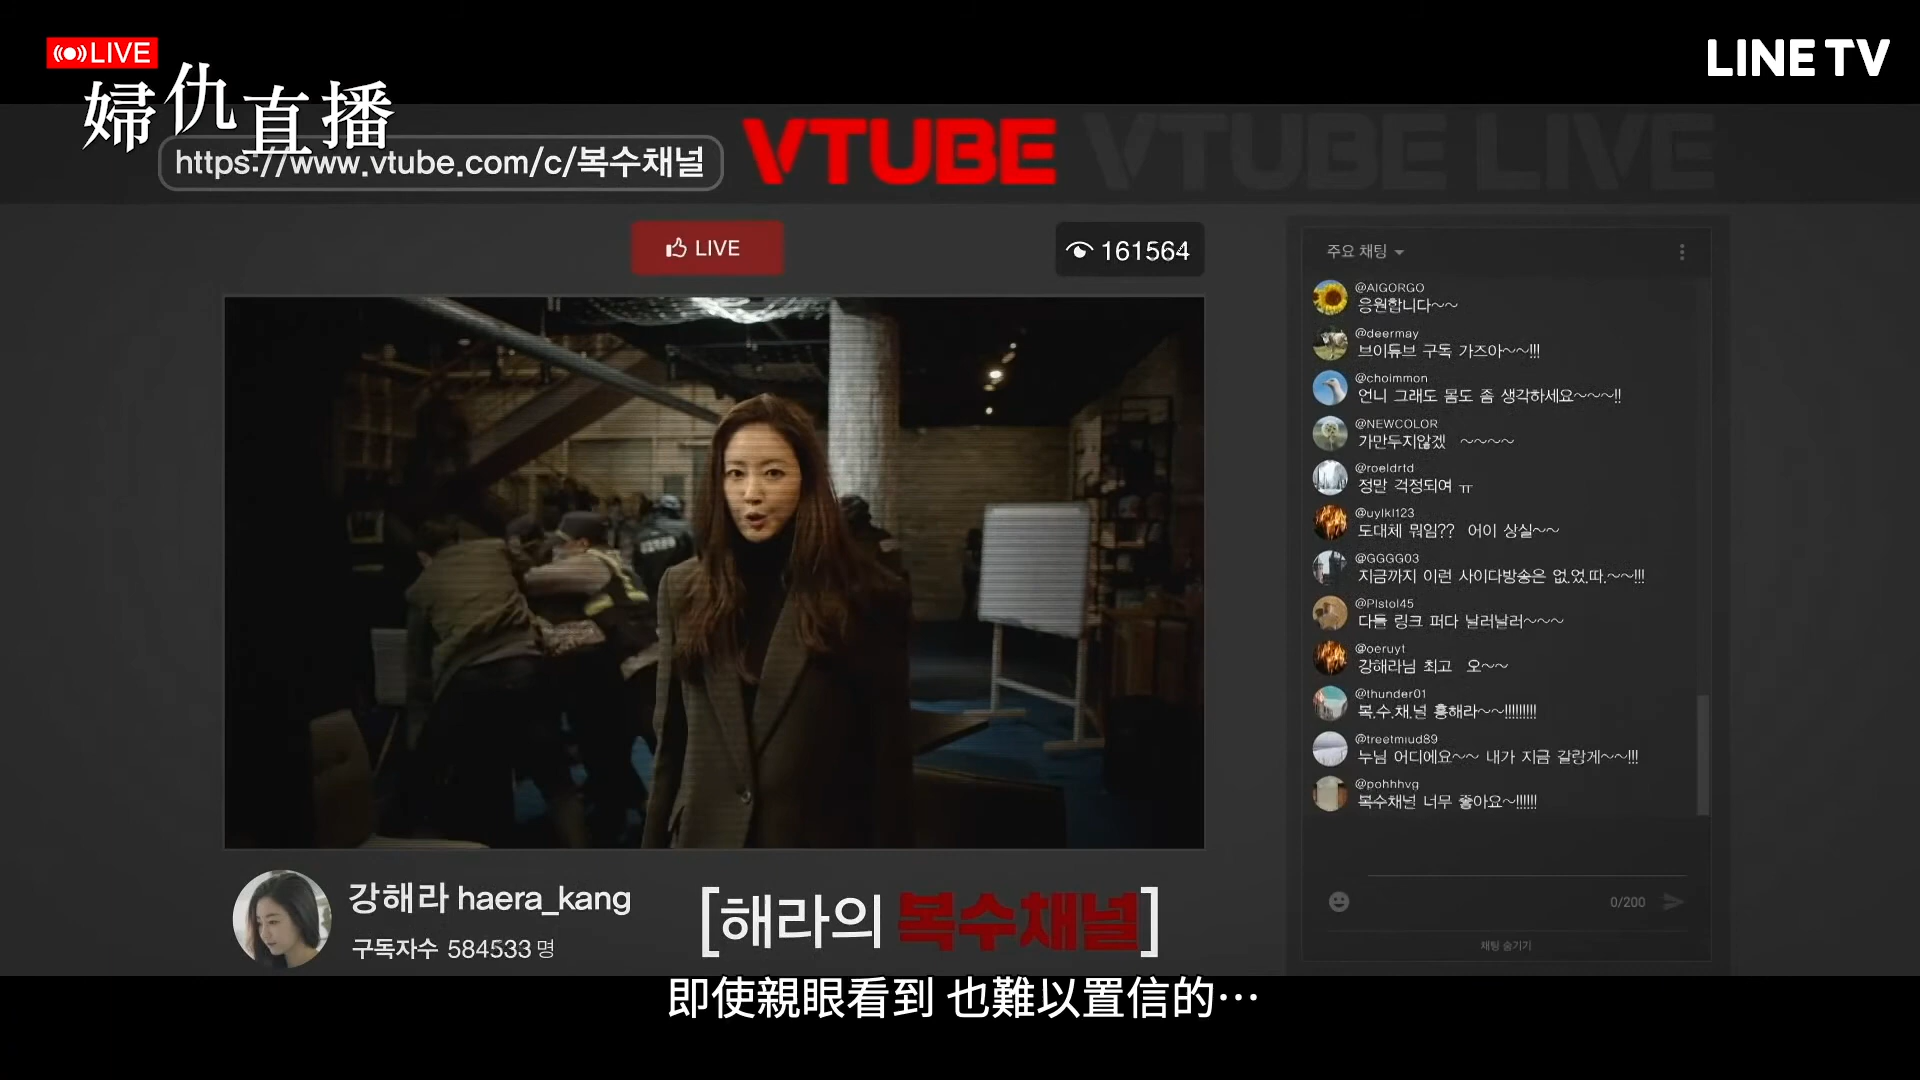 LIVE
LINE TV
婦仇直播
https://www.vtube.com/c/복수채널
VTUBE VTUBE LIVE
LIVE
161564
주요 채팅
@AIGORGO
응원합니다~~
@deermay
브이튜브 구독 가즈아~~!!!
@choimmon
언니 그래도 몸도 좀 생각하세요~~~!!
@NEWCOLOR
가만두지않겠 ~~~~
@roeldrtd
정말 걱정되여 ㅠ
@uylkl123
도대체 뭐임?? 어이 상실~~
@GGGG03
지금까지 이런 사이다방송은 없.었.따.~~!!!
@Pistol45
다들 링크 퍼다 날러날러~~~
@oeruyt
강해라님 최고 오~~
@thunder01
복.수.채.널 흥해라~~!!!!!!!!!
@treetmiud89
누님 어디에요~~ 내가 지금 갈랑게~~!!!
@pohhhvg
복수채널 너무 좋아요~!!!!!!
0/200
채팅 숨기기
강해라 haera_kang
구독자수 584533 명
[해라의 복수채널]
即使親眼看到 也難以置信的⋯